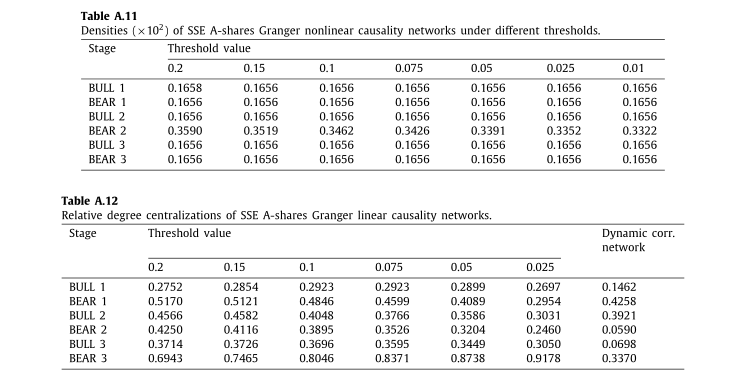 Table A.11
Densities (×10²) of SSE A-shares Granger nonlinear causality networks under different thresholds.
Stage Threshold value
0.2 0.15 0.1 0.075 0.05 0.025 0.01
BULL 1 0.1658 0.1656 0.1656 0.1656 0.1656 0.1656 0.1656
BEAR 1 0.1656 0.1656 0.1656 0.1656 0.1656 0.1656 0.1656
BULL 2 0.1656 0.1656 0.1656 0.1656 0.1656 0.1656 0.1656
BEAR 2 0.3590 0.3519 0.3462 0.3426 0.3391 0.3352 0.3322
BULL 3 0.1656 0.1656 0.1656 0.1656 0.1656 0.1656 0.1656
BEAR 3 0.1656 0.1656 0.1656 0.1656 0.1656 0.1656 0.1656
Table A.12
Relative degree centralizations of SSE A-shares Granger linear causality networks.
Stage Threshold value Dynamic corr.
network
0.2 0.15 0.1 0.075 0.05 0.025
BULL 1 0.2752 0.2854 0.2923 0.2923 0.2899 0.2697 0.1462
BEAR 1 0.5170 0.5121 0.4846 0.4599 0.4089 0.2954 0.4258
BULL 2 0.4566 0.4582 0.4048 0.3766 0.3586 0.3031 0.3921
BEAR 2 0.4250 0.4116 0.3895 0.3526 0.3204 0.2460 0.0590
BULL 3 0.3714 0.3726 0.3696 0.3595 0.3449 0.3050 0.0698
BEAR 3 0.6943 0.7465 0.8046 0.8371 0.8738 0.9178 0.3370